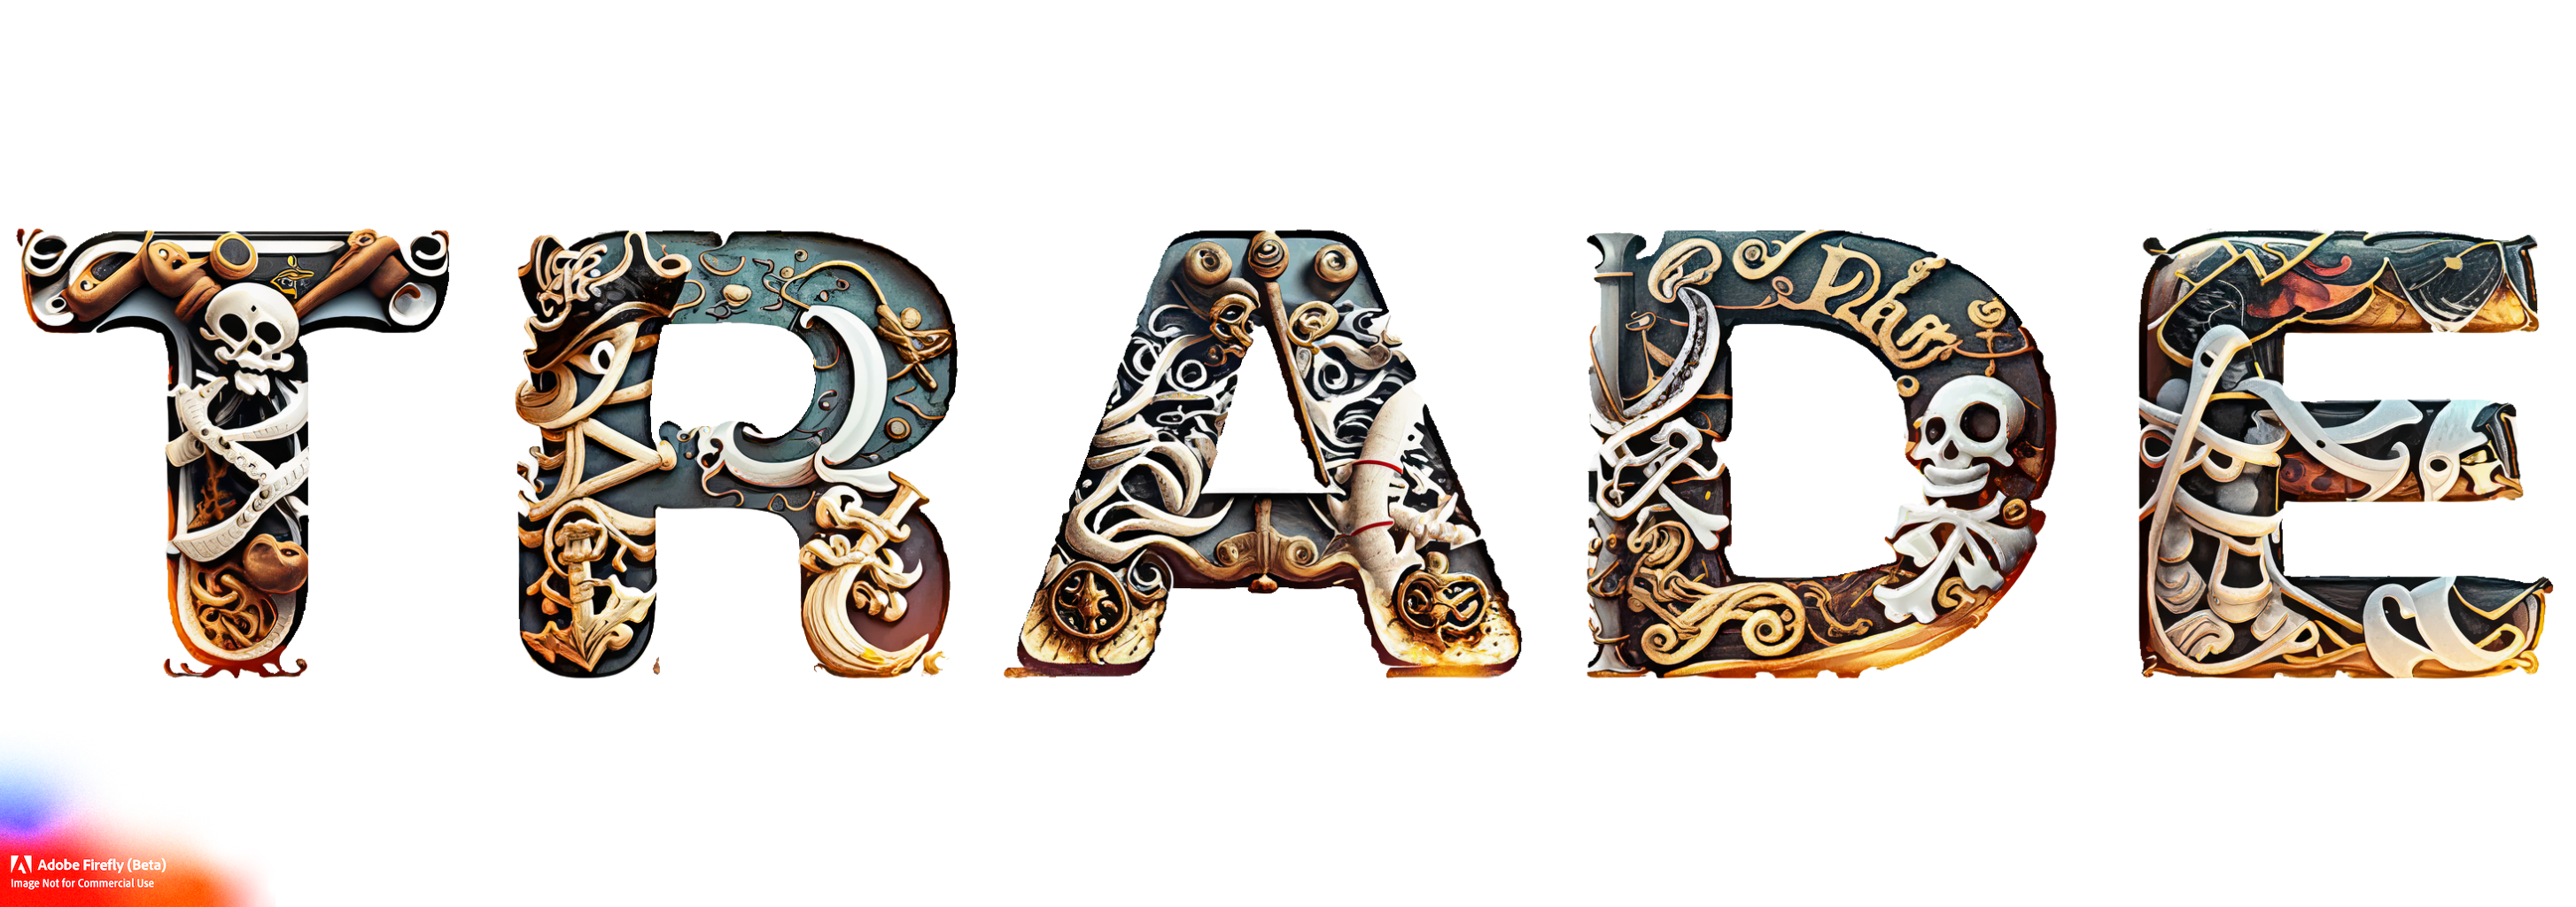 TRADE
Adobe Firefly (Beta)
Image Not for Commercial Use